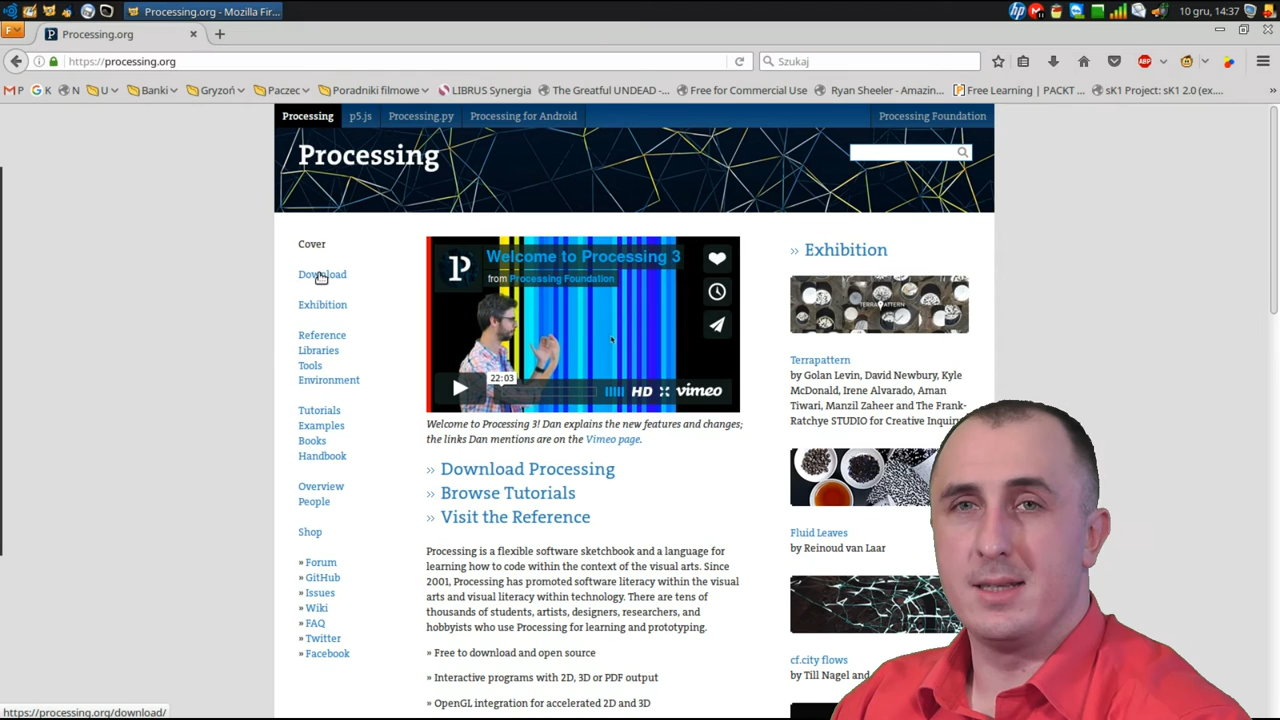 Processing.org - Mozilla Fir...
10 gru, 14:37
F
Processing.org
https://processing.org
Szukaj
ABP
M P
G K
N
U
Banki
Gryzoń
Paczec
Poradniki filmowe
LIBRUS Synergia
The Greatful UNDEAD -...
Free for Commercial Use
Ryan Sheeler - Amazin...
Free Learning | PACKT ...
sK1 Project: sK1 2.0 (ex....
Processing
p5.js
Processing.py
Processing for Android
Processing Foundation
Processing
Cover
Download
Exhibition
Reference
Libraries
Tools
Environment
Tutorials
Examples
Books
Handbook
Overview
People
Shop
» Forum
» GitHub
» Issues
» Wiki
» FAQ
» Twitter
» Facebook
Welcome to Processing 3
from Processing Foundation
22:03
HD
vimeo
Welcome to Processing 3! Dan explains the new features and changes;
the links Dan mentions are on the Vimeo page.
» Download Processing
» Browse Tutorials
» Visit the Reference
Processing is a flexible software sketchbook and a language for
learning how to code within the context of the visual arts. Since
2001, Processing has promoted software literacy within the visual
arts and visual literacy within technology. There are tens of
thousands of students, artists, designers, researchers, and
hobbyists who use Processing for learning and prototyping.
» Free to download and open source
» Interactive programs with 2D, 3D or PDF output
» OpenGL integration for accelerated 2D and 3D
» Exhibition
TERRAPATTERN
Terrapattern
by Golan Levin, David Newbury, Kyle
McDonald, Irene Alvarado, Aman
Tiwari, Manzil Zaheer and The Frank-
Ratchye STUDIO for Creative Inquiry
Fluid Leaves
by Reinoud van Laar
cf.city flows
by Till Nagel and
https://processing.org/download/